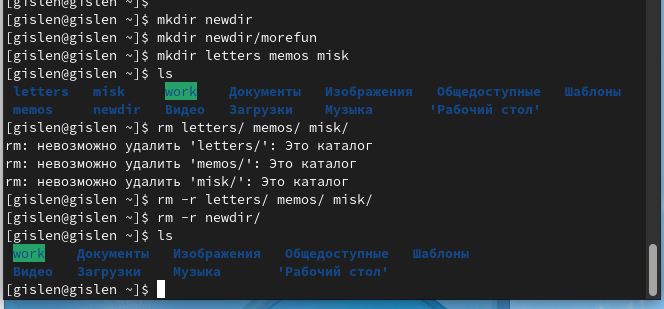 [gislen@gislen ~]$
[gislen@gislen ~]$ mkdir newdir
[gislen@gislen ~]$ mkdir newdir/morefun
[gislen@gislen ~]$ mkdir letters memos misk
[gislen@gislen ~]$ ls
letters misk work Документы Изображения Общедоступные Шаблоны
memos newdir Видео Загрузки Музыка 'Рабочий стол'
[gislen@gislen ~]$ rm letters/ memos/ misk/
rm: невозможно удалить 'letters/': Это каталог
rm: невозможно удалить 'memos/': Это каталог
rm: невозможно удалить 'misk/': Это каталог
[gislen@gislen ~]$ rm -r letters/ memos/ misk/
[gislen@gislen ~]$ rm -r newdir/
[gislen@gislen ~]$ ls
work Документы Изображения Общедоступные Шаблоны
Видео Загрузки Музыка 'Рабочий стол'
[gislen@gislen ~]$